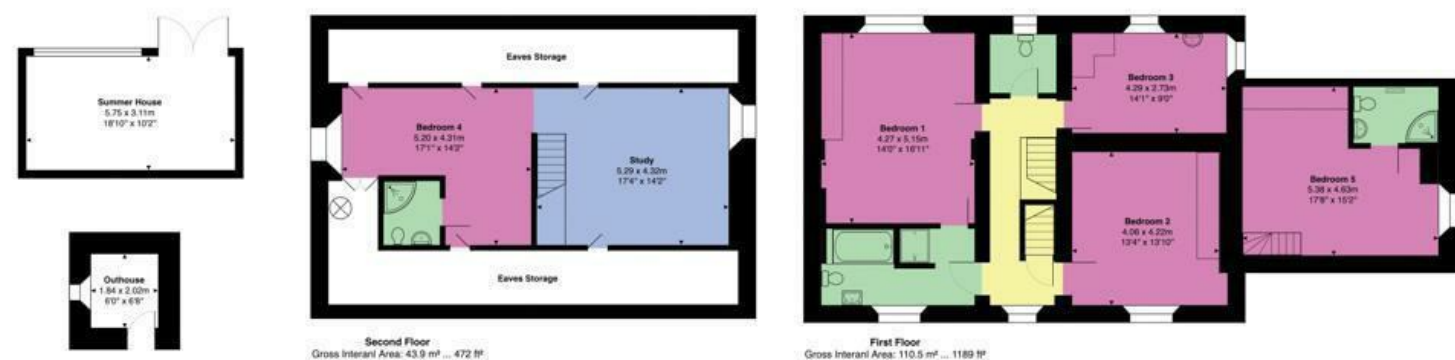 Summer House
5.75 x 3.11m
18'10" x 10'2"
Outhouse
1.84 x 2.02m
6'0" x 6'8"
Eaves Storage
Bedroom 4
5.20 x 4.31m
17'1" x 14'2"
Study
5.29 x 4.32m
17'4" x 14'2"
Eaves Storage
Second Floor
Gross Interanl Area: 43.9 m² ... 472 ft²
Bedroom 1
4.27 x 5.15m
14'0" x 16'11"
Bedroom 3
4.29 x 2.73m
14'1" x 9'0"
Bedroom 2
4.06 x 4.22m
13'4" x 13'10"
Bedroom 5
5.38 x 4.63m
17'8" x 15'2"
First Floor
Gross Interanl Area: 110.5 m² ... 1189 ft²